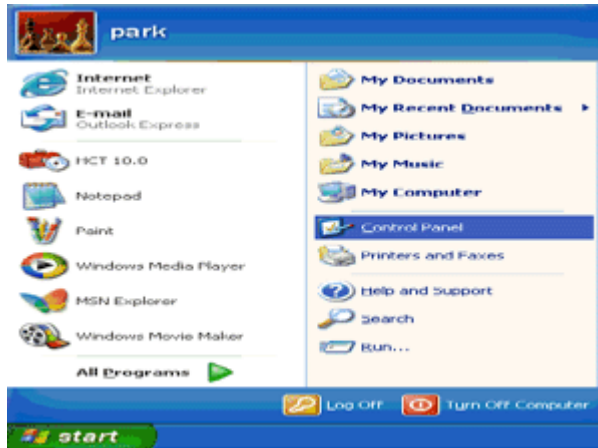 park
Internet
Internet Explorer
E-mail
Outlook Express
HCT 10.0
Notepad
Paint
Windows Media Player
MSN Explorer
Windows Movie Maker
All Programs
My Documents
My Recent Documents
My Pictures
My Music
My Computer
Control Panel
Printers and Faxes
Help and Support
Search
Run...
Log Off
Turn Off Computer
start